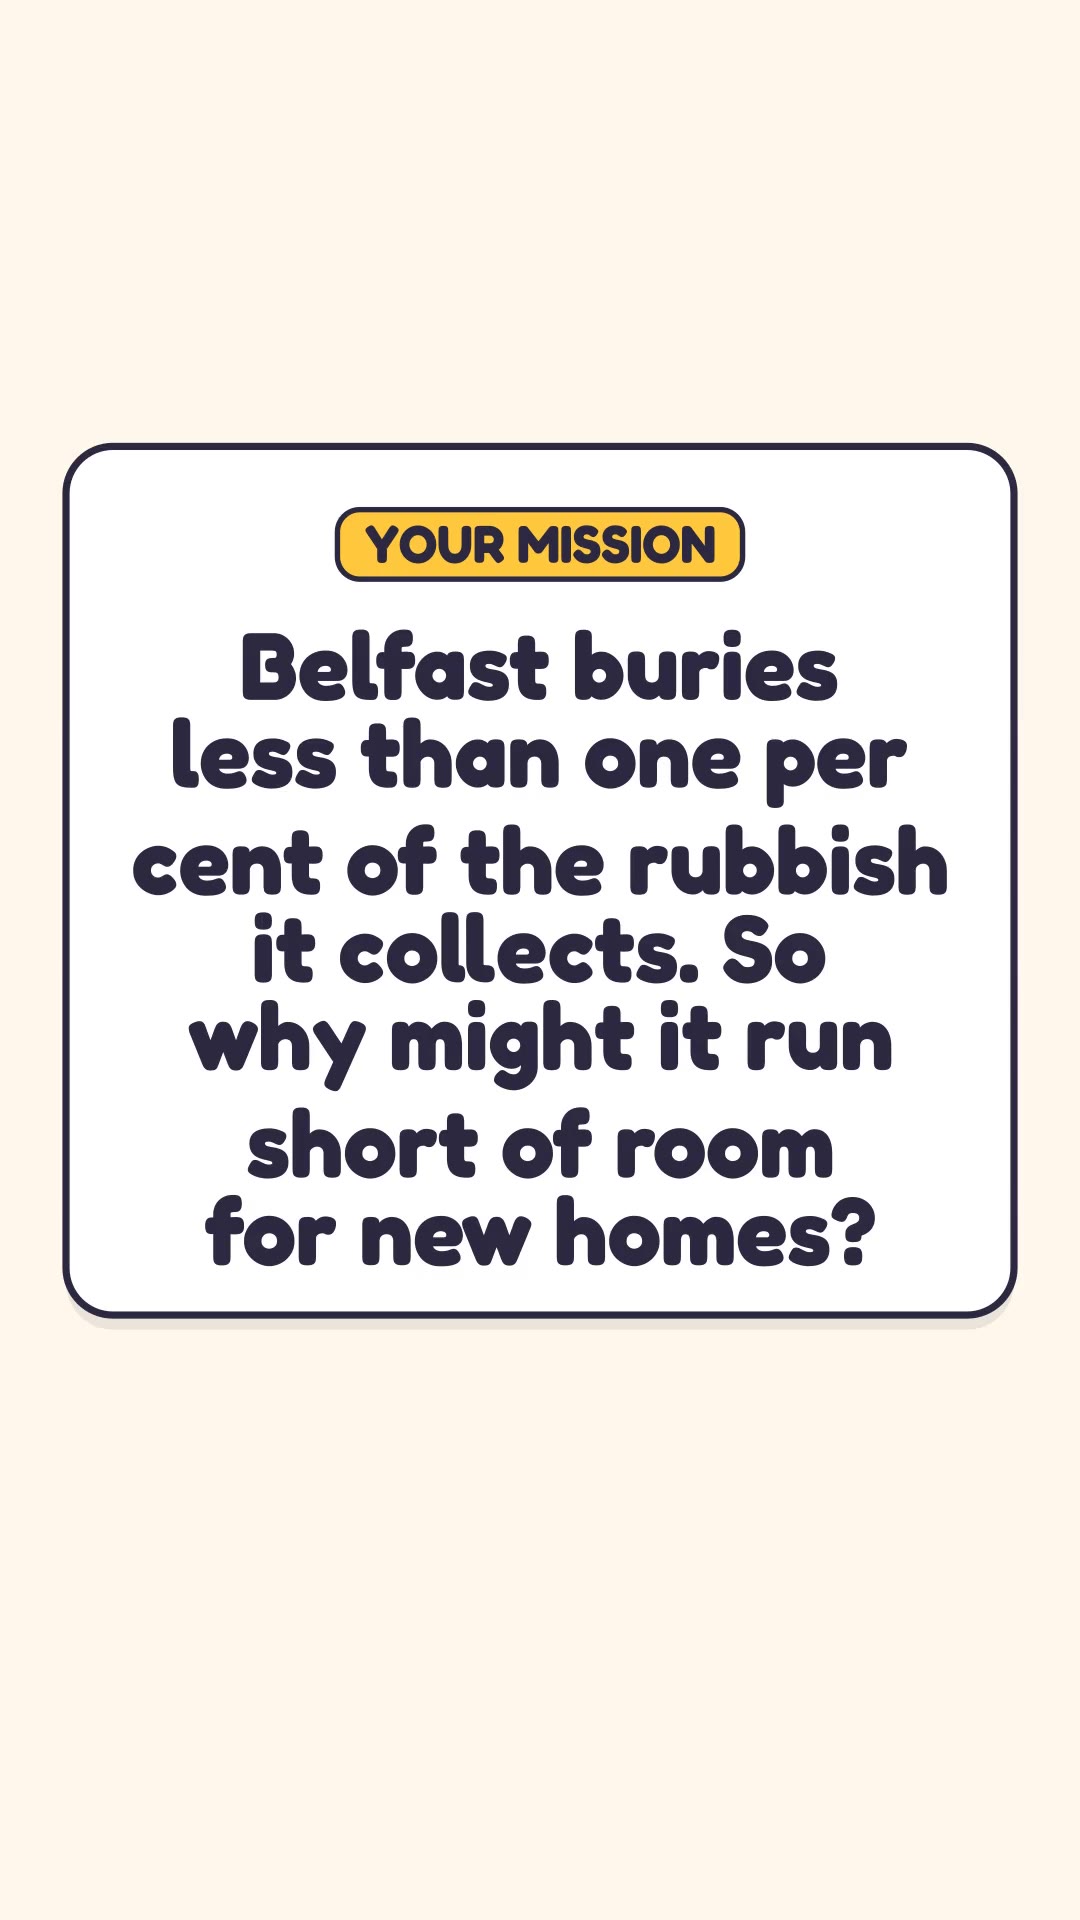 YOUR MISSION
Belfast buries
less than one per
cent of the rubbish
it collects. So
why might it run
short of room
for new homes?